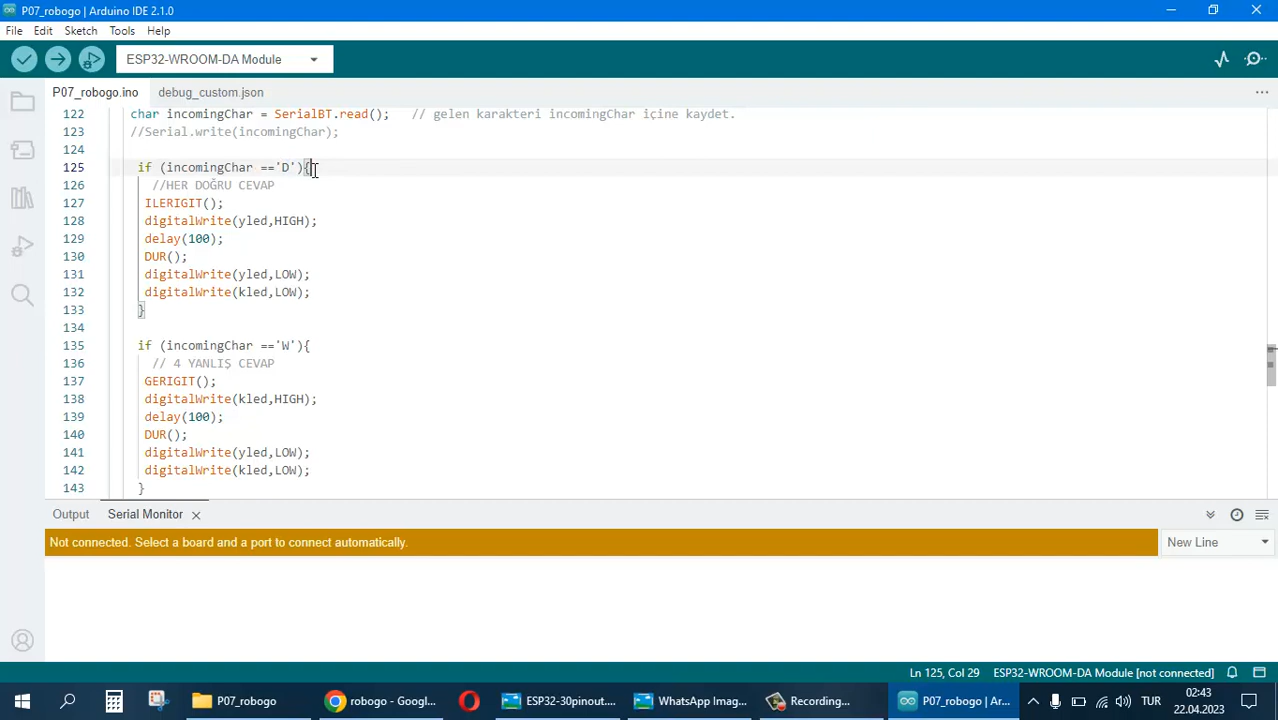 P07_robogo | Arduino IDE 2.1.0
File Edit Sketch Tools Help
ESP32-WROOM-DA Module
P07_robogo.ino debug_custom.json
122 char incomingChar = SerialBT.read(); // gelen karakteri incomingChar içine kaydet.
123 //Serial.write(incomingChar);
124
125 if (incomingChar =='D'){
126 //HER DOĞRU CEVAP
127 ILERIGIT();
128 digitalWrite(yled,HIGH);
129 delay(100);
130 DUR();
131 digitalWrite(yled,LOW);
132 digitalWrite(kled,LOW);
133 }
134
135 if (incomingChar =='W'){
136 // 4 YANLIŞ CEVAP
137 GERIGIT();
138 digitalWrite(kled,HIGH);
139 delay(100);
140 DUR();
141 digitalWrite(yled,LOW);
142 digitalWrite(kled,LOW);
143 }
Output Serial Monitor
Not connected. Select a board and a port to connect automatically. New Line
Ln 125, Col 29 ESP32-WROOM-DA Module [not connected]
P07_robogo robogo - Googl... ESP32-30pinout.... WhatsApp Imag... Recording... P07_robogo | Ar... TUR 02:43
22.04.2023